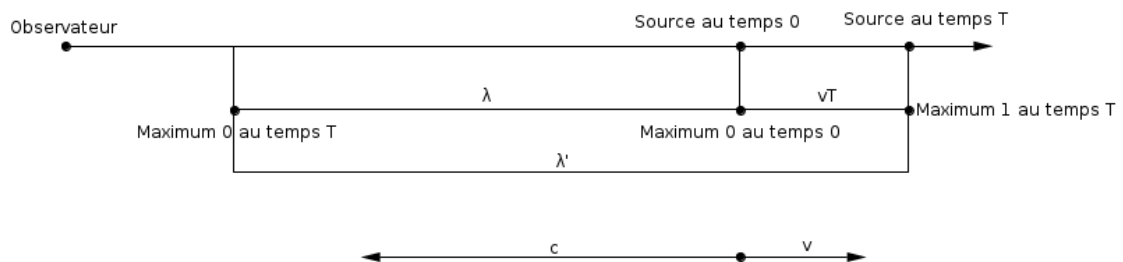 Observateur
Source au temps 0
Source au temps T
λ
vT
Maximum 1 au temps T
Maximum 0 au temps T
Maximum 0 au temps 0
λ'
c
v